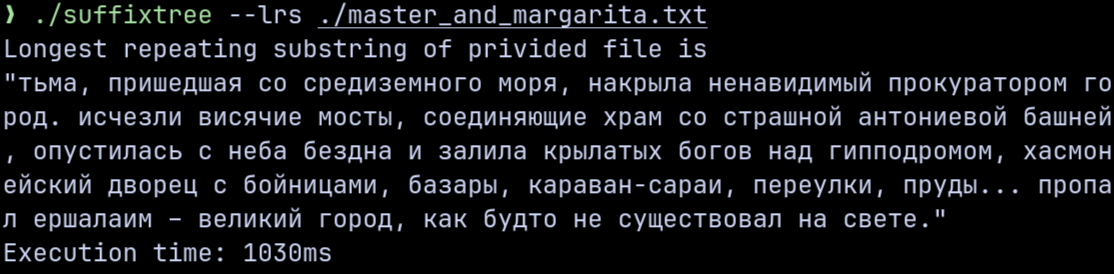 ❯ ./suffixtree --lrs ./master_and_margarita.txt
Longest repeating substring of privided file is
"тьма, пришедшая со средиземного моря, накрыла ненавидимый прокуратором го
род. исчезли висячие мосты, соединяющие храм со страшной антониевой башней
, опустилась с неба бездна и залила крылатых богов над гипподромом, хасмон
ейский дворец с бойницами, базары, караван-сараи, переулки, пруды... пропа
л ершалаим – великий город, как будто не существовал на свете."
Execution time: 1030ms